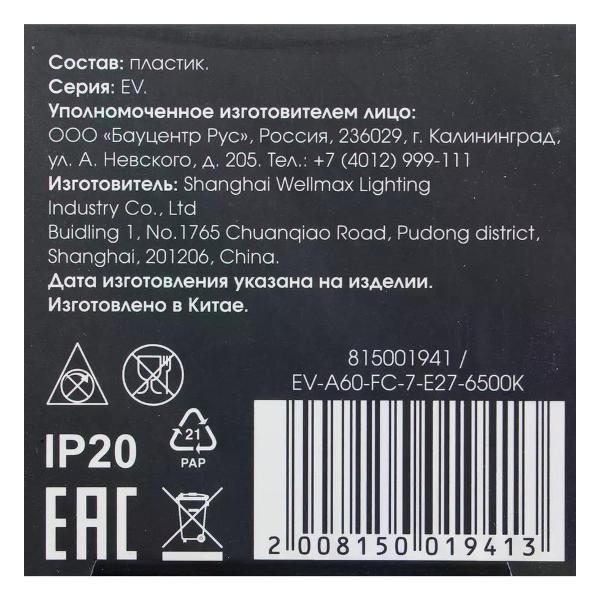 Состав: пластик.
Серия: EV.
Уполномоченное изготовителем лицо:
ООО «Бауцентр Рус», Россия, 236029, г. Калининград,
ул. А. Невского, д. 205. Тел.: +7 (4012) 999-111
Изготовитель: Shanghai Wellmax Lighting
Industry Co., Ltd
Buidling 1, No.1765 Chuanqiao Road, Pudong district,
Shanghai, 201206, China.
Дата изготовления указана на изделии.
Изготовлено в Китае.
815001941 /
EV-A60-FC-7-E27-6500K
21
PAP
IP20
EAC
2 008150 019413